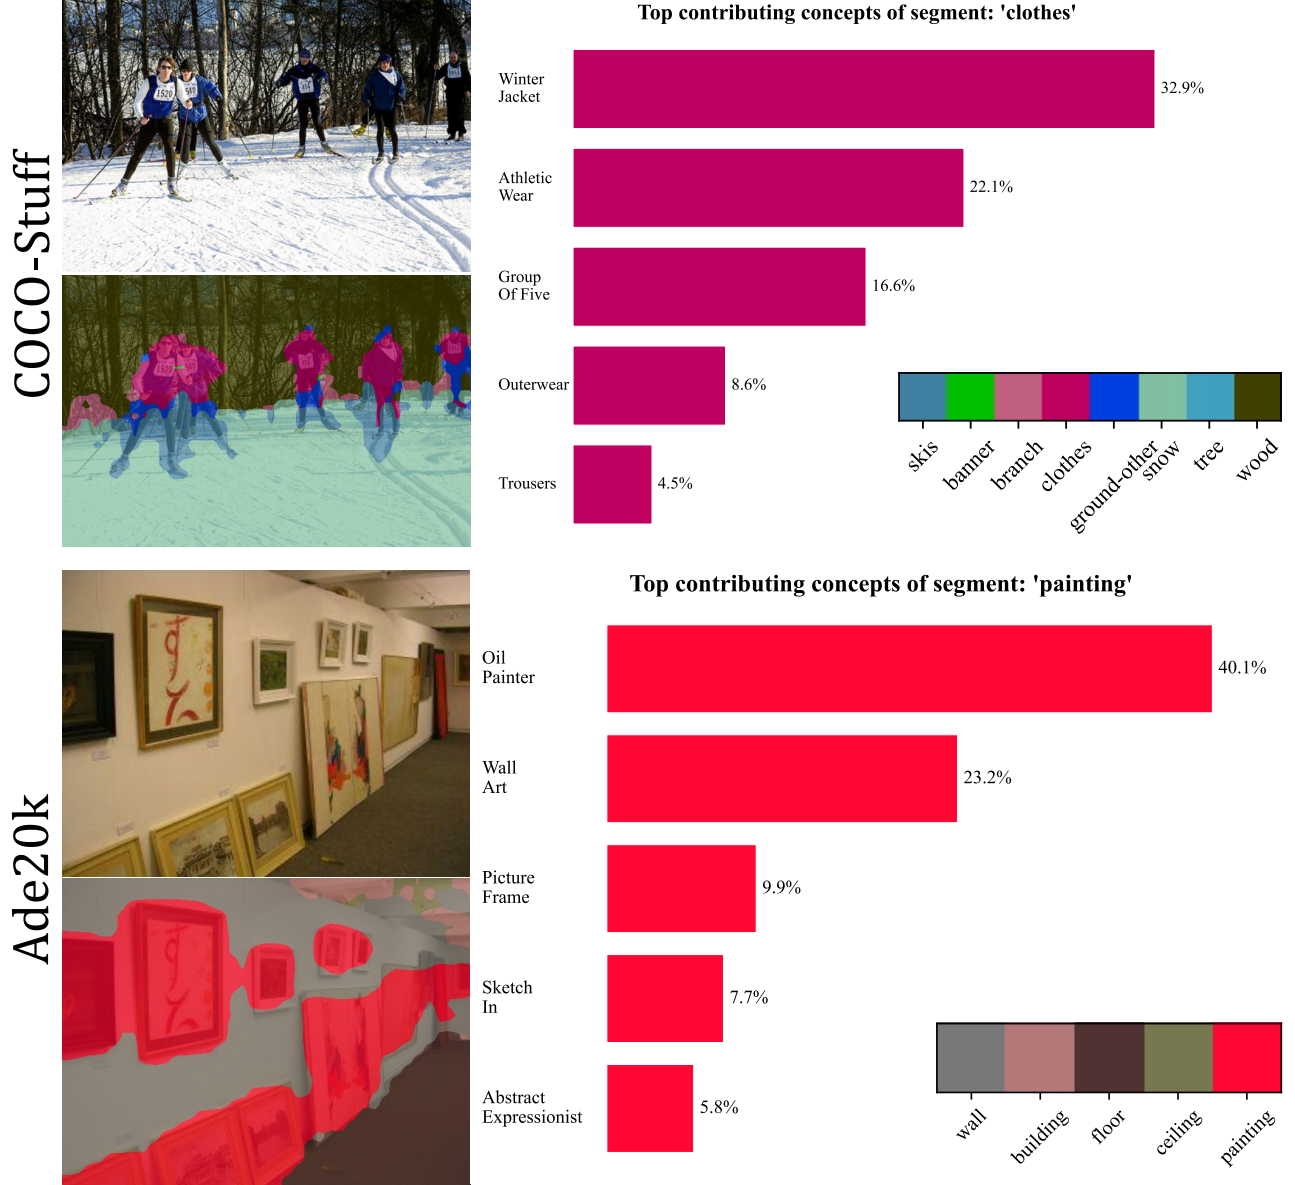 COCO-Stuff
1520
549
454
Top contributing concepts of segment: 'clothes'
Winter
Jacket
32.9%
Athletic
Wear
22.1%
Group
Of Five
16.6%
Outerwear
8.6%
Trousers
4.5%
skis
banner
branch
clothes
ground-other
snow
tree
wood
Ade20k
Top contributing concepts of segment: 'painting'
Oil
Painter
40.1%
Wall
Art
23.2%
Picture
Frame
9.9%
Sketch
In
7.7%
Abstract
Expressionist
5.8%
wall
building
floor
ceiling
painting